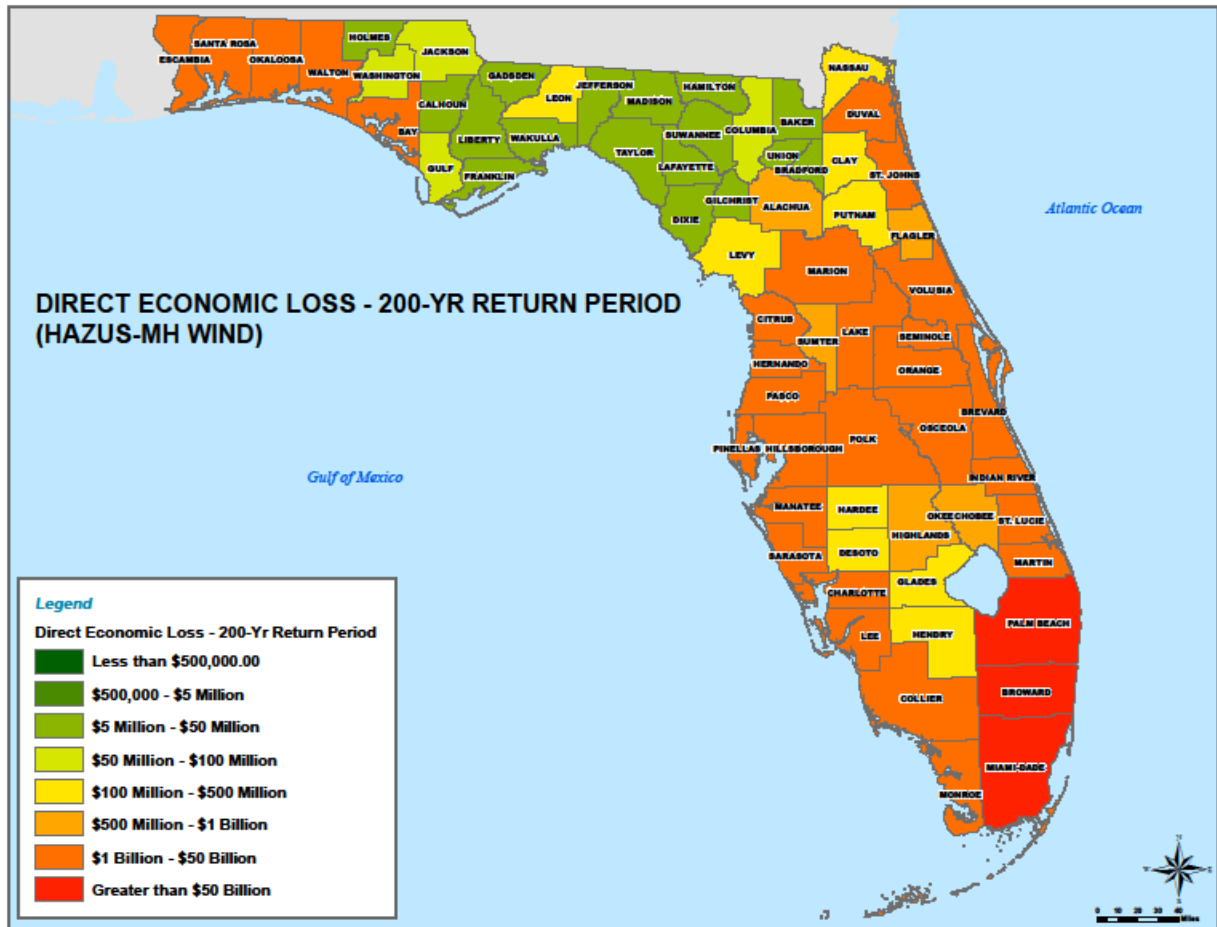 HOLMES
SANTA ROSA
JACKSON
ESCAMBIA
OKALOOSA
WALTON
WASHINGTON
NASSAU
GADSDEN
JEFFERSON
HAMILTON
LEON
MADISON
CALHOUN
DUVAL
BAKER
BAY
COLUMBIA
SUWANNEE
LIBERTY
WAKULLA
TAYLOR
UNION
CLAY
GULF
LAFAYETTE
BRADFORD
ST. JOHNS
FRANKLIN
GILCHRIST
ALACHUA
Atlantic Ocean
PUTNAM
DIXIE
FLAGLER
LEVY
MARION
VOLUSIA
DIRECT ECONOMIC LOSS - 200-YR RETURN PERIOD
(HAZUS-MH WIND)
CITRUS
LAKE
SUMTER
SEMINOLE
HERNANDO
ORANGE
PASCO
BREVARD
OSCEOLA
POLK
PINELLAS
HILLSBOROUGH
Gulf of Mexico
INDIAN RIVER
MANATEE
HARDEE
OKEECHOBEE
ST. LUCIE
HIGHLANDS
SARASOTA
DESOTO
MARTIN
GLADES
CHARLOTTE
PALM BEACH
LEE
HENDRY
BROWARD
COLLIER
MIAMI-DADE
MONROE
Legend
Direct Economic Loss - 200-Yr Return Period
Less than $500,000.00
$500,000 - $5 Million
$5 Million - $50 Million
$50 Million - $100 Million
$100 Million - $500 Million
$500 Million - $1 Billion
$1 Billion - $50 Billion
Greater than $50 Billion
N
S
0 10 20 30 40
Miles